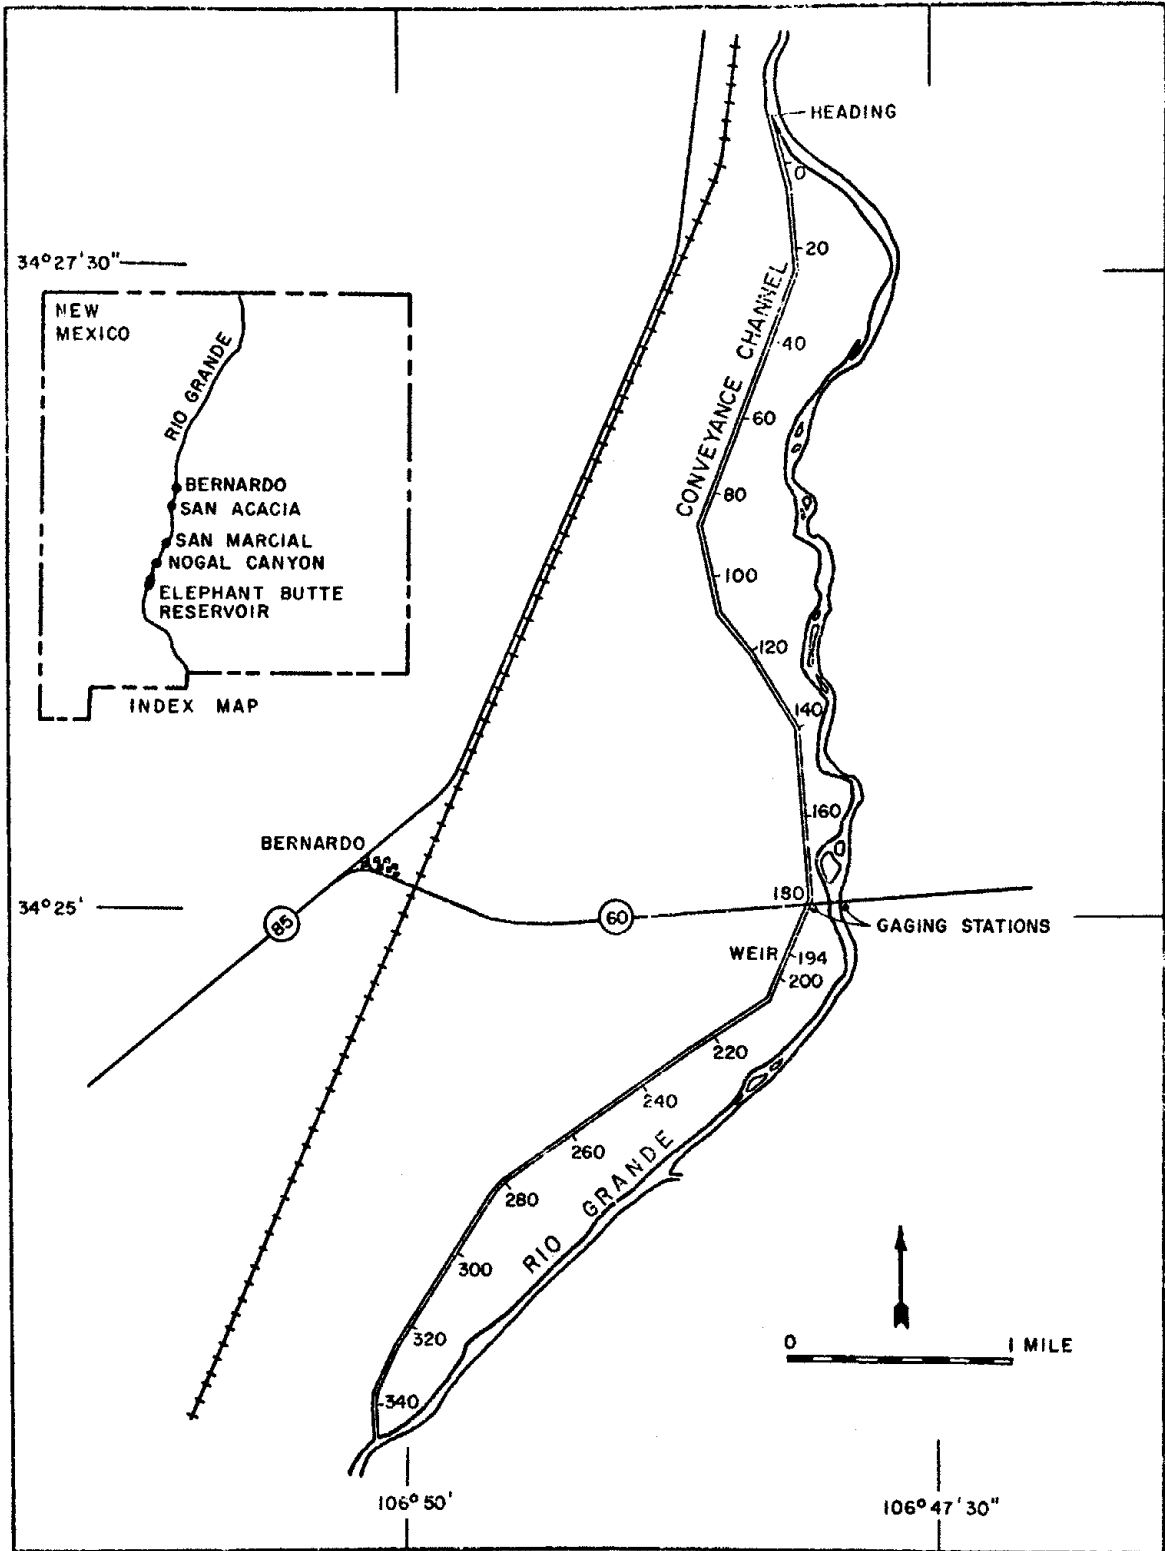 HEADING
0
20
34°27'30"
NEW
MEXICO
RIO GRANDE
CONVEYANCE CHANNEL
40
60
80
BERNARDO
SAN ACACIA
SAN MARCIAL
NOGAL CANYON
ELEPHANT BUTTE
RESERVOIR
INDEX MAP
100
120
140
160
BERNARDO
34°25'
85
60
180
GAGING STATIONS
WEIR
194
200
220
240
260
280
RIO GRANDE
300
320
340
0 1 MILE
106°50'
106°47'30"